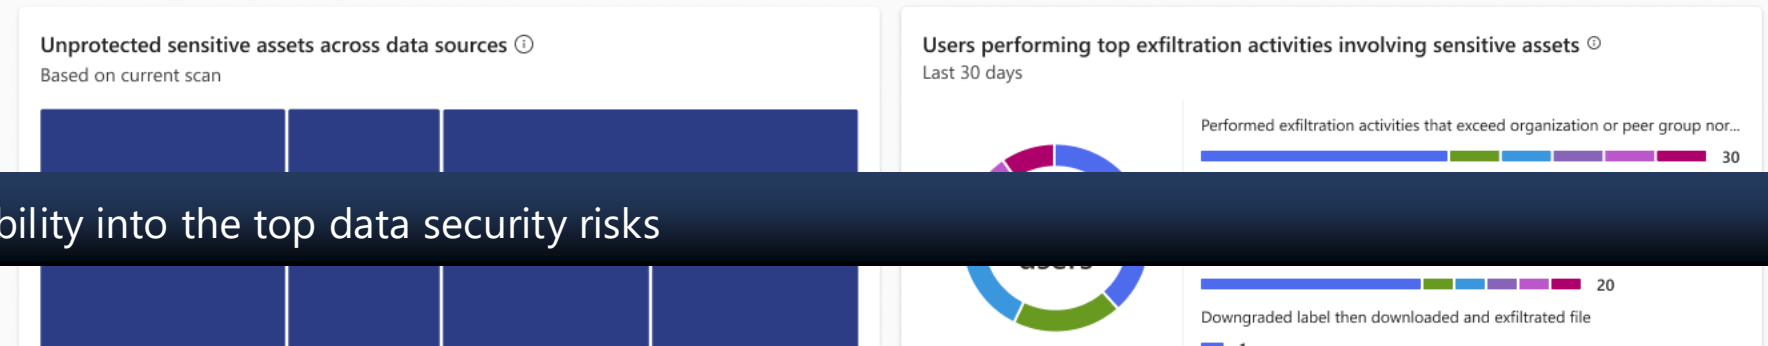 Unprotected sensitive assets across data sources
Based on current scan
Users performing top exfiltration activities involving sensitive assets
Last 30 days
Performed exfiltration activities that exceed organization or peer group nor...
30
bility into the top data security risks
20
Downgraded label then downloaded and exfiltrated file